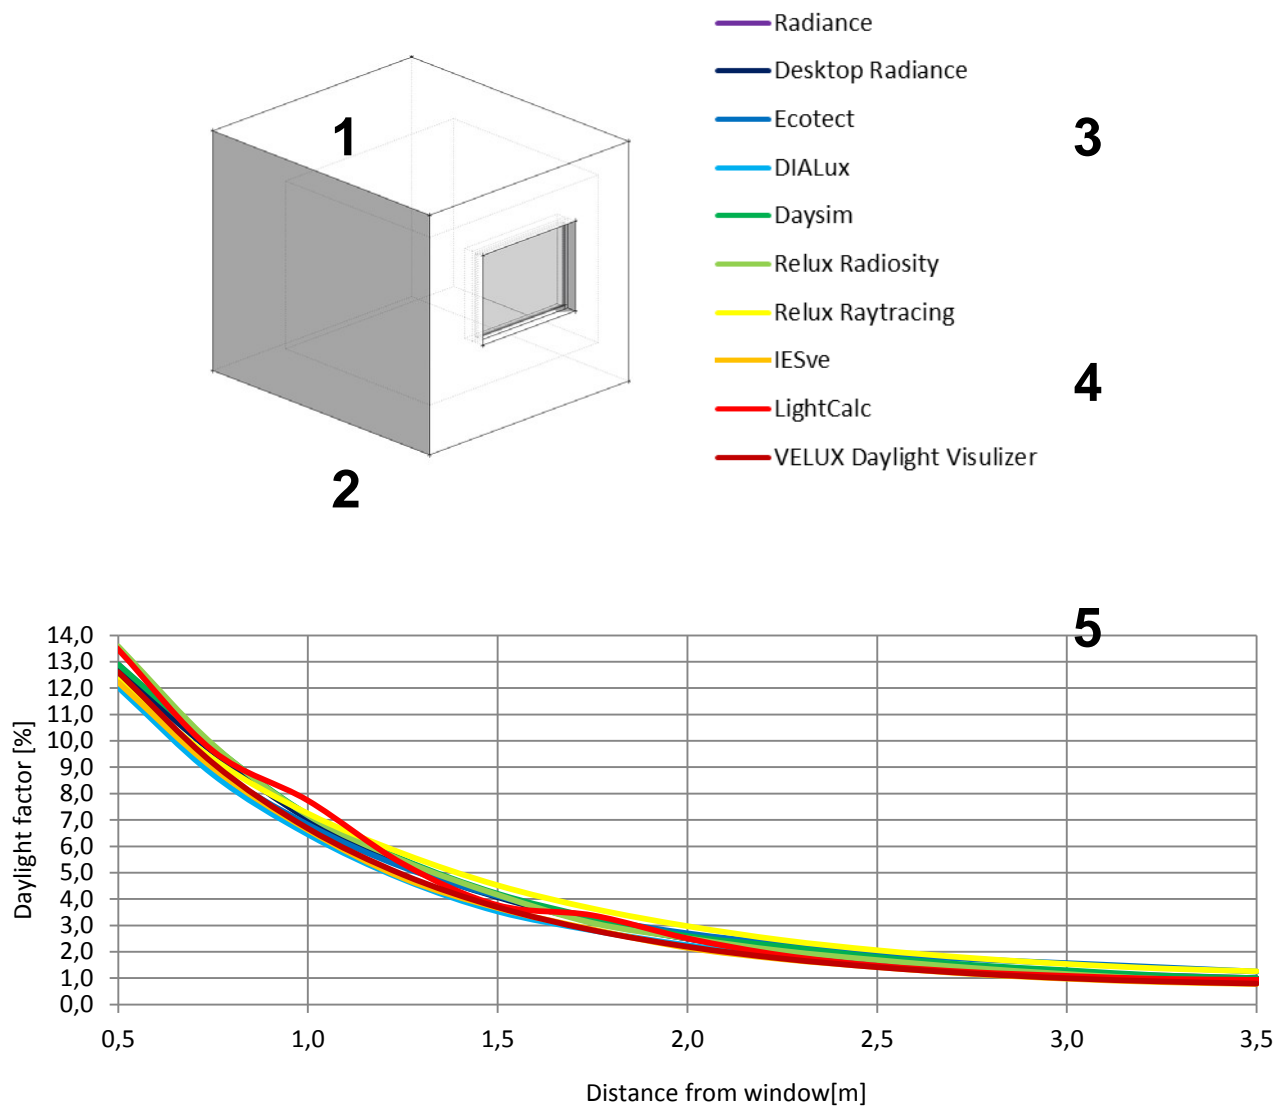 Radiance
Desktop Radiance
1
Ecotect
3
DIALux
Daysim
Relux Radiosity
Relux Raytracing
IESve
4
LightCalc
VELUX Daylight Visulizer
2
5
14,0
13,0
12,0
11,0
10,0
9,0
8,0
7,0
6,0
5,0
4,0
3,0
2,0
1,0
0,0
Daylight factor [%]
0,5 1,0 1,5 2,0 2,5 3,0 3,5
Distance from window[m]